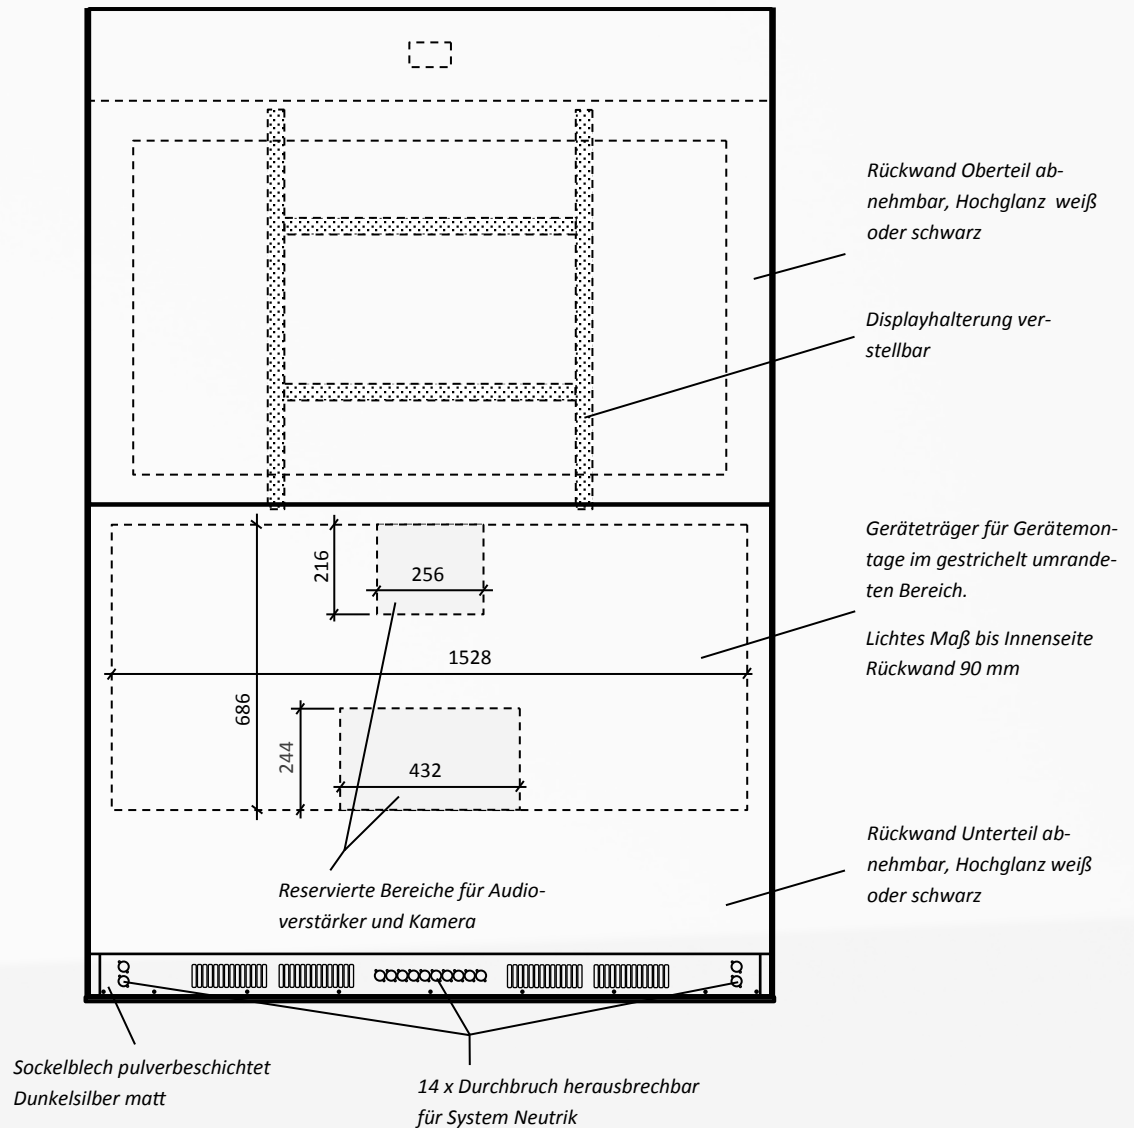 Rückwand Oberteil ab-
nehmbar, Hochglanz  weiß
oder schwarz
Displayhalterung ver-
stellbar
Geräteträger für Gerätemon-
tage im gestrichelt umrande-
ten Bereich.
Lichtes Maß bis Innenseite
Rückwand 90 mm
216
256
1528
686
244
432
Rückwand Unterteil ab-
nehmbar, Hochglanz weiß
oder schwarz
Reservierte Bereiche für Audio-
verstärker und Kamera
Sockelblech pulverbeschichtet
Dunkelsilber matt
14 x Durchbruch herausbrechbar
für System Neutrik